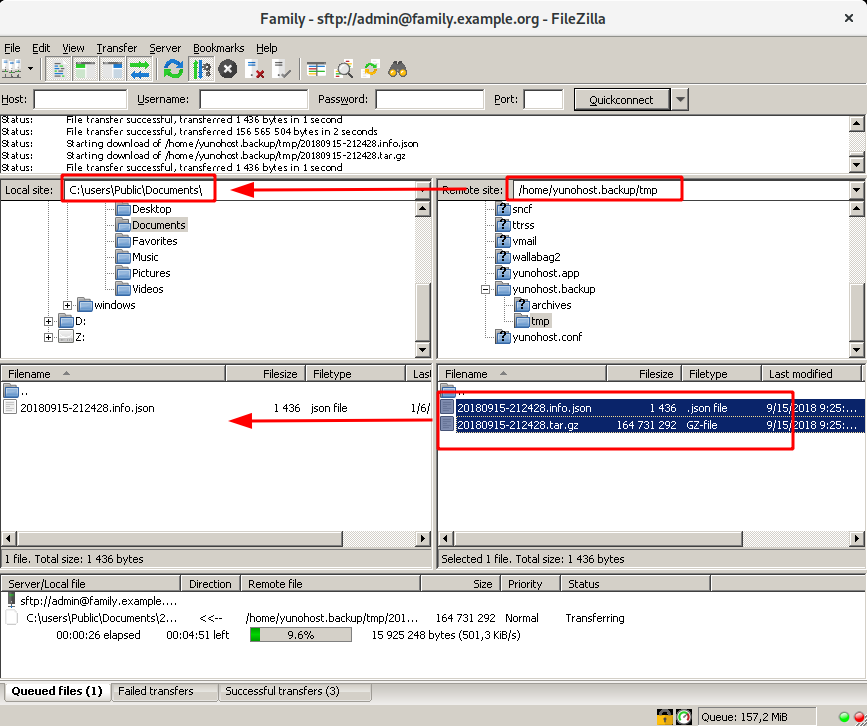 Family - sftp://admin@family.example.org - FileZilla
File Edit View Transfer Server Bookmarks Help
Host: Username: Password: Port: Quickconnect
Status: File transfer successful, transferred 1 436 bytes in 1 second
Status: File transfer successful, transferred 156 565 504 bytes in 2 seconds
Status: Starting download of /home/yunohost.backup/tmp/20180915-212428.info.json
Status: Starting download of /home/yunohost.backup/tmp/20180915-212428.tar.gz
Status: File transfer successful, transferred 1 436 bytes in 1 second
Local site: C:\users\Public\Documents\
Desktop
Documents
Favorites
Music
Pictures
Videos
windows
D:
Z:
Remote site: /home/yunohost.backup/tmp
sncf
ttrss
vmail
wallabag2
yunohost.app
yunohost.backup
archives
tmp
yunohost.conf
Filename Filesize Filetype Last
..
20180915-212428.info.json 1 436 json file 1/6/
1 file. Total size: 1 436 bytes
Filename Filesize Filetype Last modified
..
20180915-212428.info.json 1 436 .json file 9/15/2018 9:25:...
20180915-212428.tar.gz 164 731 292 GZ-file 9/15/2018 9:25:...
Selected 1 file. Total size: 1 436 bytes
Server/Local file Direction Remote file Size Priority Status
sftp://admin@family.example....
C:\users\Public\Documents\2... <<-- /home/yunohost.backup/tmp/201... 164 731 292 Normal Transferring
00:00:26 elapsed 00:04:51 left 9.6% 15 925 248 bytes (501,3 KiB/s)
Queued files (1) Failed transfers Successful transfers (3)
Queue: 157,2 MiB